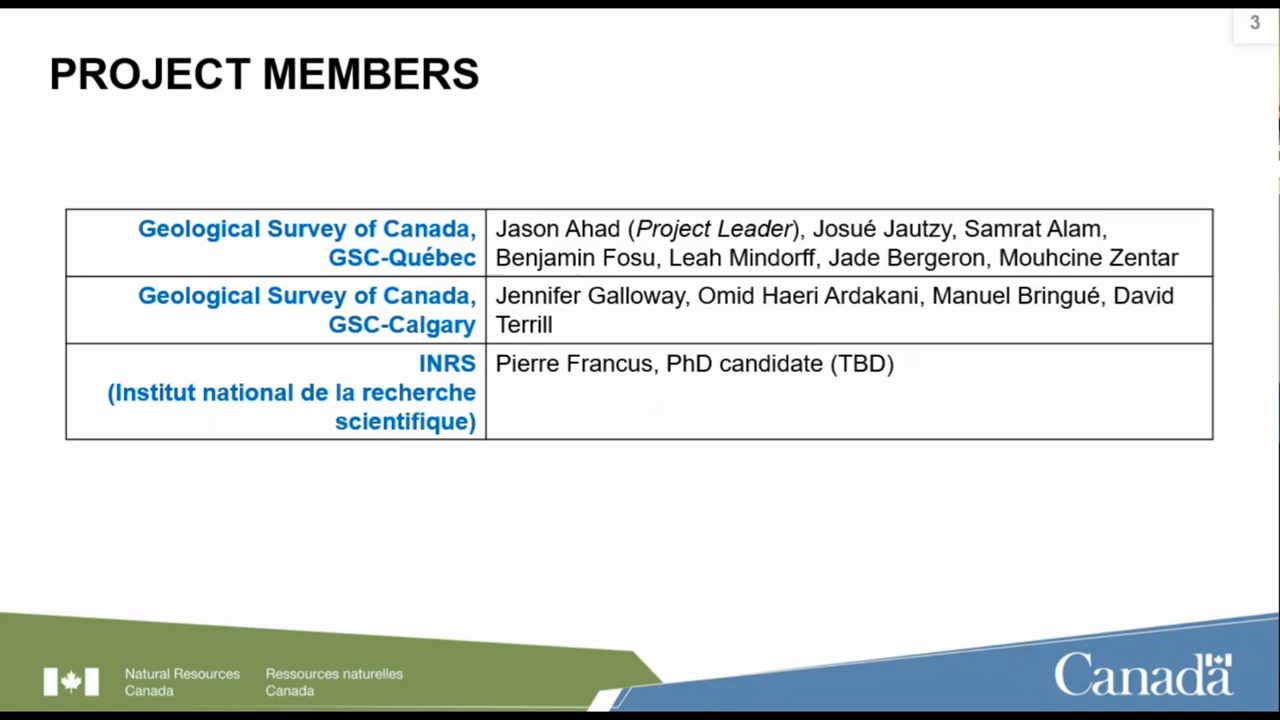 3
PROJECT MEMBERS
Geological Survey of Canada,
GSC-Québec
Jason Ahad (Project Leader), Josué Jautzy, Samrat Alam,
Benjamin Fosu, Leah Mindorff, Jade Bergeron, Mouhcine Zentar
Geological Survey of Canada,
GSC-Calgary
Jennifer Galloway, Omid Haeri Ardakani, Manuel Bringué, David
Terrill
INRS
(Institut national de la recherche
scientifique)
Pierre Francus, PhD candidate (TBD)
Natural Resources
Canada
Ressources naturelles
Canada
Canada